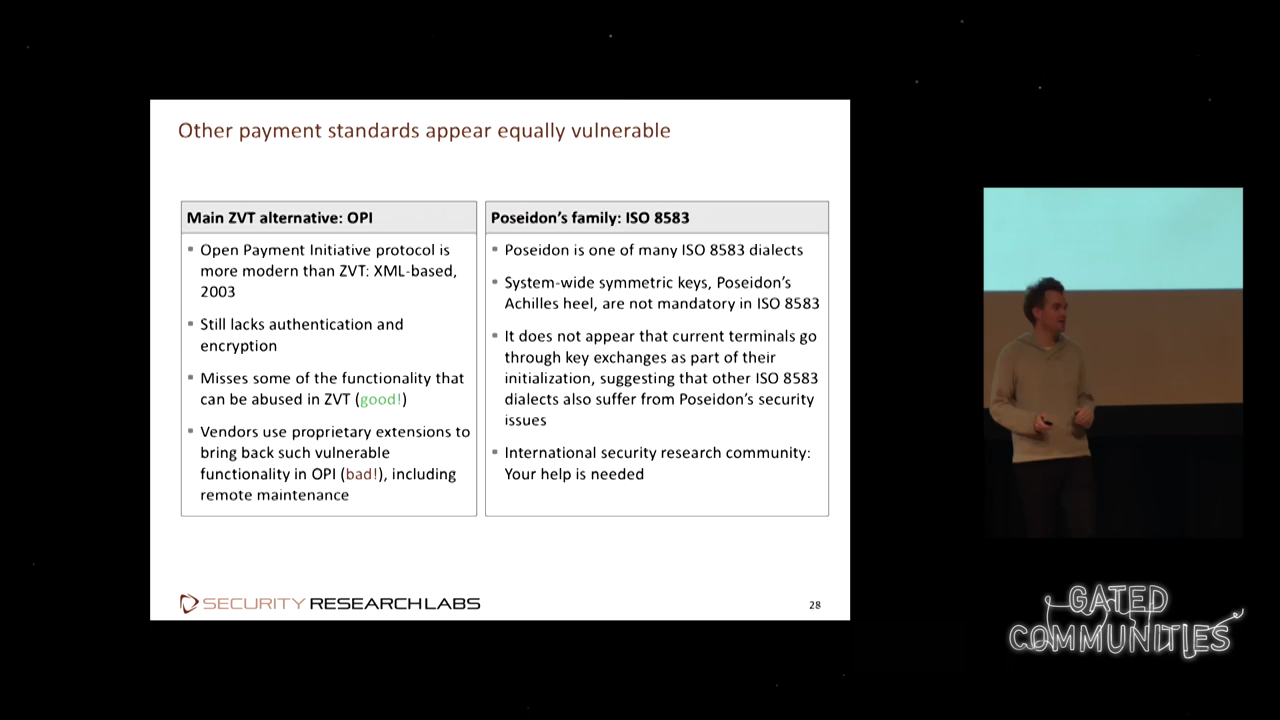 Other payment standards appear equally vulnerable
Main ZVT alternative: OPI
Open Payment Initiative protocol is
more modern than ZVT: XML-based,
2003
Still lacks authentication and
encryption
Misses some of the functionality that
can be abused in ZVT (good!)
Vendors use proprietary extensions to
bring back such vulnerable
functionality in OPI (bad!), including
remote maintenance
Poseidon's family: ISO 8583
Poseidon is one of many ISO 8583 dialects
System-wide symmetric keys, Poseidon's
Achilles heel, are not mandatory in ISO 8583
It does not appear that current terminals go
through key exchanges as part of their
initialization, suggesting that other ISO 8583
dialects also suffer from Poseidon's security
issues
International security research community:
Your help is needed
SECURITY RESEARCH LABS
28
GATED
COMMUNITIES